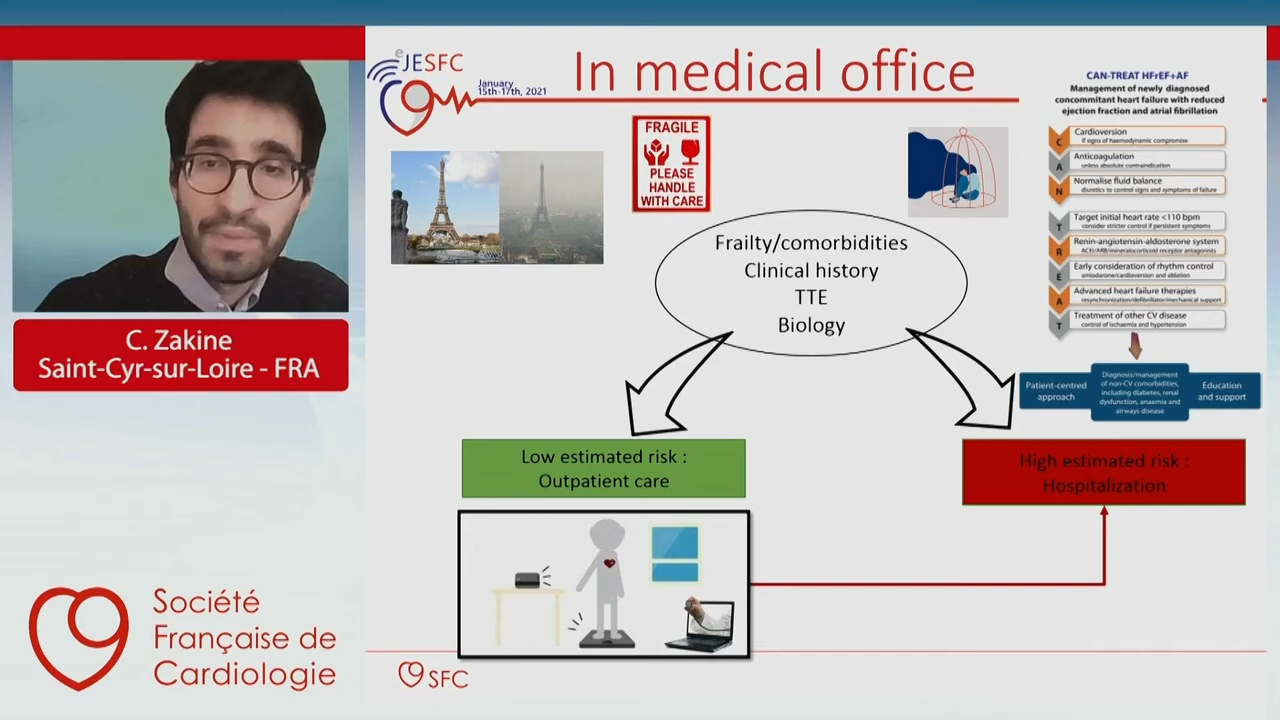 eJESFC
January
15th-17th, 2021
In medical office
FRAGILE
PLEASE
HANDLE
WITH CARE
Frailty/comorbidities
Clinical history
TTE
Biology
Low estimated risk :
Outpatient care
High estimated risk :
Hospitalization
CAN-TREAT HFrEF+AF
Management of newly diagnosed
concommitant heart failure with reduced
ejection fraction and atrial fibrillation
C
Cardioversion
if signs of haemodynamic compromise
A
Anticoagulation
unless absolute contraindication
N
Normalise fluid balance
diuretics to control signs and symptoms of failure
T
Target initial heart rate <110 bpm
consider stricter control if persistent symptoms
R
Renin-angiotensin-aldosterone system
ACEI/ARB/mineralocorticoid receptor antagonists
E
Early consideration of rhythm control
amiodarone/cardioversion and ablation
A
Advanced heart failure therapies
resynchronization/defibrillator/mechanical support
T
Treatment of other CV disease
control of ischaemia and hypertension
Patient-centred
approach
Diagnosis/management
of non-CV comorbidities,
including diabetes, renal
dysfunction, anaemia and
airways disease
Education
and support
C. Zakine
Saint-Cyr-sur-Loire - FRA
Société
Française de
Cardiologie
SFC